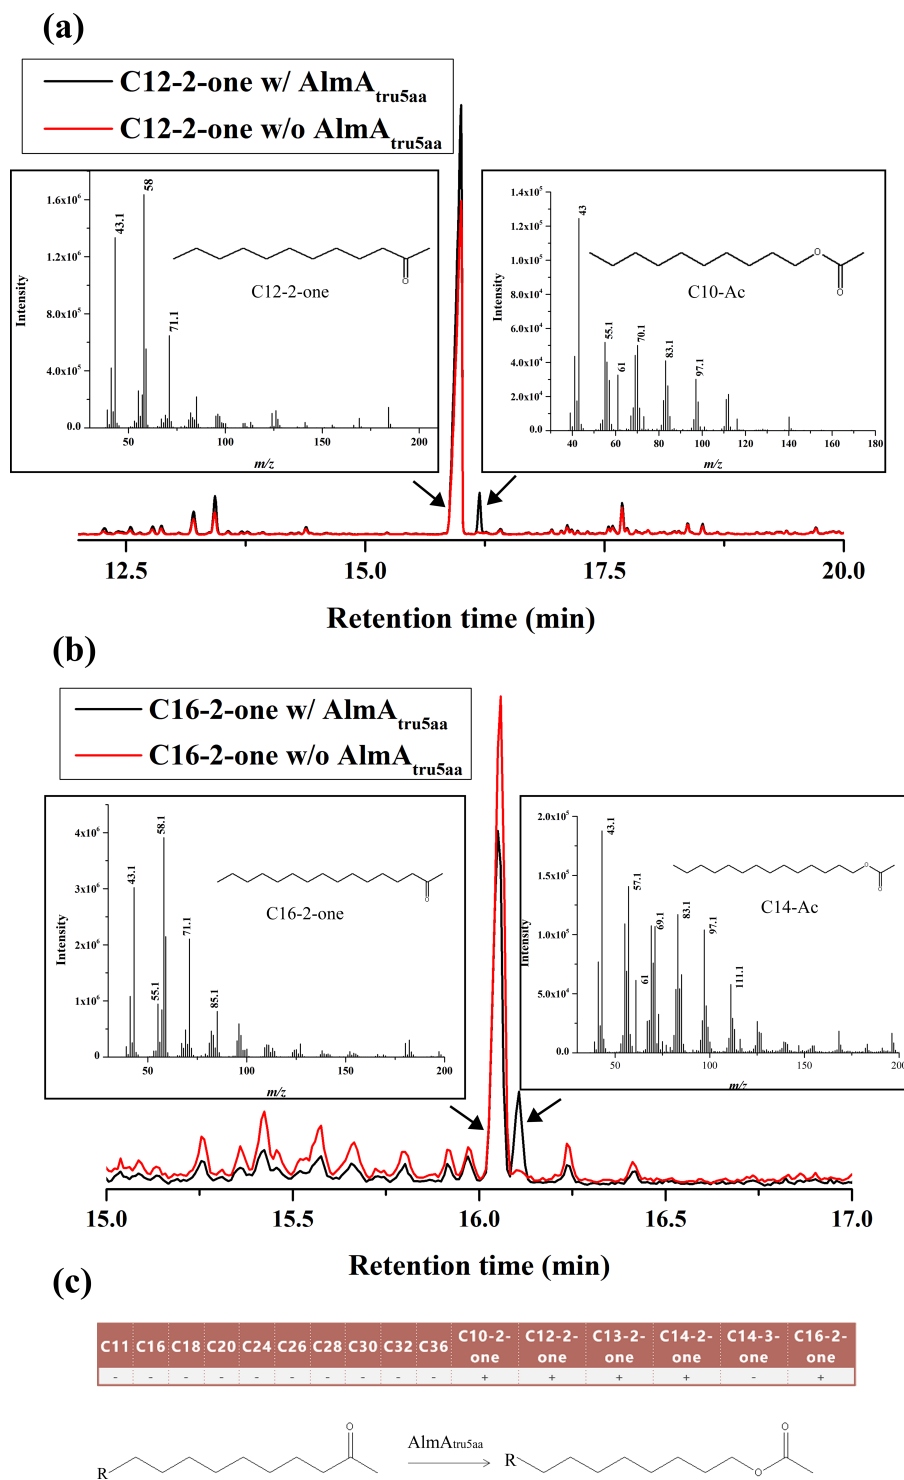 (a)
C12-2-one w/ AlmAtru5aa
C12-2-one w/o AlmAtru5aa
1.6x10⁶
1.2x10⁶
8.0x10⁵
4.0x10⁵
0.0
Intensity
43.1
58
71.1
C12-2-one
O
50
100
150
200
m/z
1.4x10⁵
1.2x10⁵
1.0x10⁵
8.0x10⁴
6.0x10⁴
4.0x10⁴
2.0x10⁴
0.0
Intensity
43
55.1
61
70.1
83.1
97.1
O
O
C10-Ac
40
60
80
100
120
140
160
180
m/z
12.5
15.0
17.5
20.0
Retention time (min)
(b)
C16-2-one w/ AlmAtru5aa
C16-2-one w/o AlmAtru5aa
4x10⁶
3x10⁶
2x10⁶
1x10⁶
0
Intensity
43.1
55.1
58.1
71.1
85.1
C16-2-one
O
50
100
150
200
m/z
2.0x10⁵
1.5x10⁵
1.0x10⁵
5.0x10⁴
0.0
Intensity
43.1
57.1
61
69.1
83.1
97.1
111.1
O
O
C14-Ac
50
100
150
200
m/z
15.0
15.5
16.0
16.5
17.0
Retention time (min)
(c)
C11 C16 C18 C20 C24 C26 C28 C30 C32 C36 C10-2-one C12-2-one C13-2-one C14-2-one C14-3-one C16-2-one
- - - - - - - - - - + + + + - +
R
O
AlmAtru5aa
R
O
O